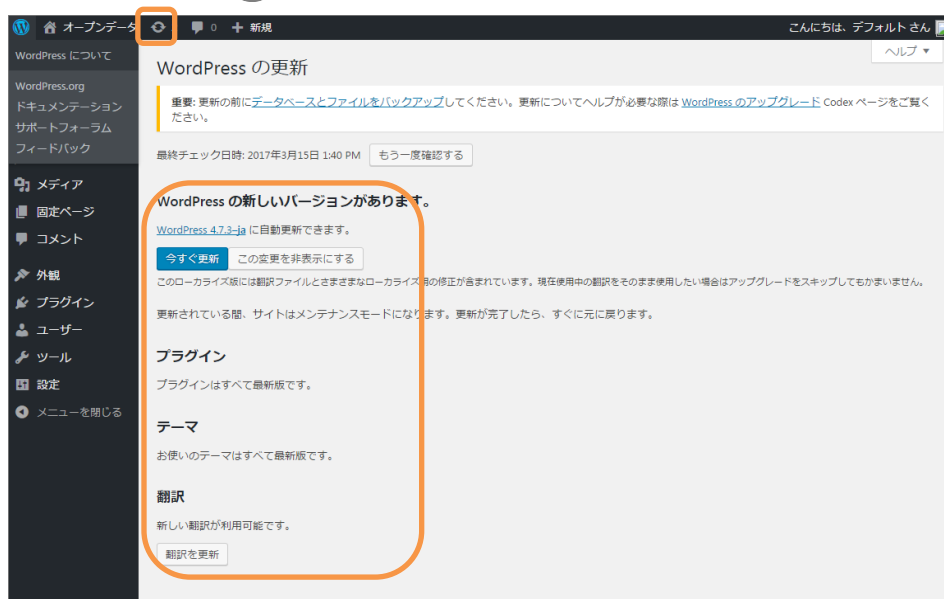 オープンデータ 0 新規 こんにちは、デフォルト さん
WordPress について
WordPress.org
ドキュメンテーション
サポートフォーラム
フィードバック
メディア
固定ページ
コメント
外観
プラグイン
ユーザー
ツール
設定
メニューを閉じる
ヘルプ
WordPress の更新
重要: 更新の前にデータベースとファイルをバックアップしてください。更新についてヘルプが必要な際は WordPress のアップグレード Codex ページをご覧く
ださい。
最終チェック日時: 2017年3月15日 1:40 PM もう一度確認する
WordPress の新しいバージョンがあります。
WordPress 4.7.3–ja に自動更新できます。
今すぐ更新 この変更を非表示にする
このローカライズ版には翻訳ファイルとさまざまなローカライズ用の修正が含まれています。現在使用中の翻訳をそのまま使用したい場合はアップグレードをスキップしてもかまいません。
更新されている間、サイトはメンテナンスモードになります。更新が完了したら、すぐに元に戻ります。
プラグイン
プラグインはすべて最新版です。
テーマ
お使いのテーマはすべて最新版です。
翻訳
新しい翻訳が利用可能です。
翻訳を更新